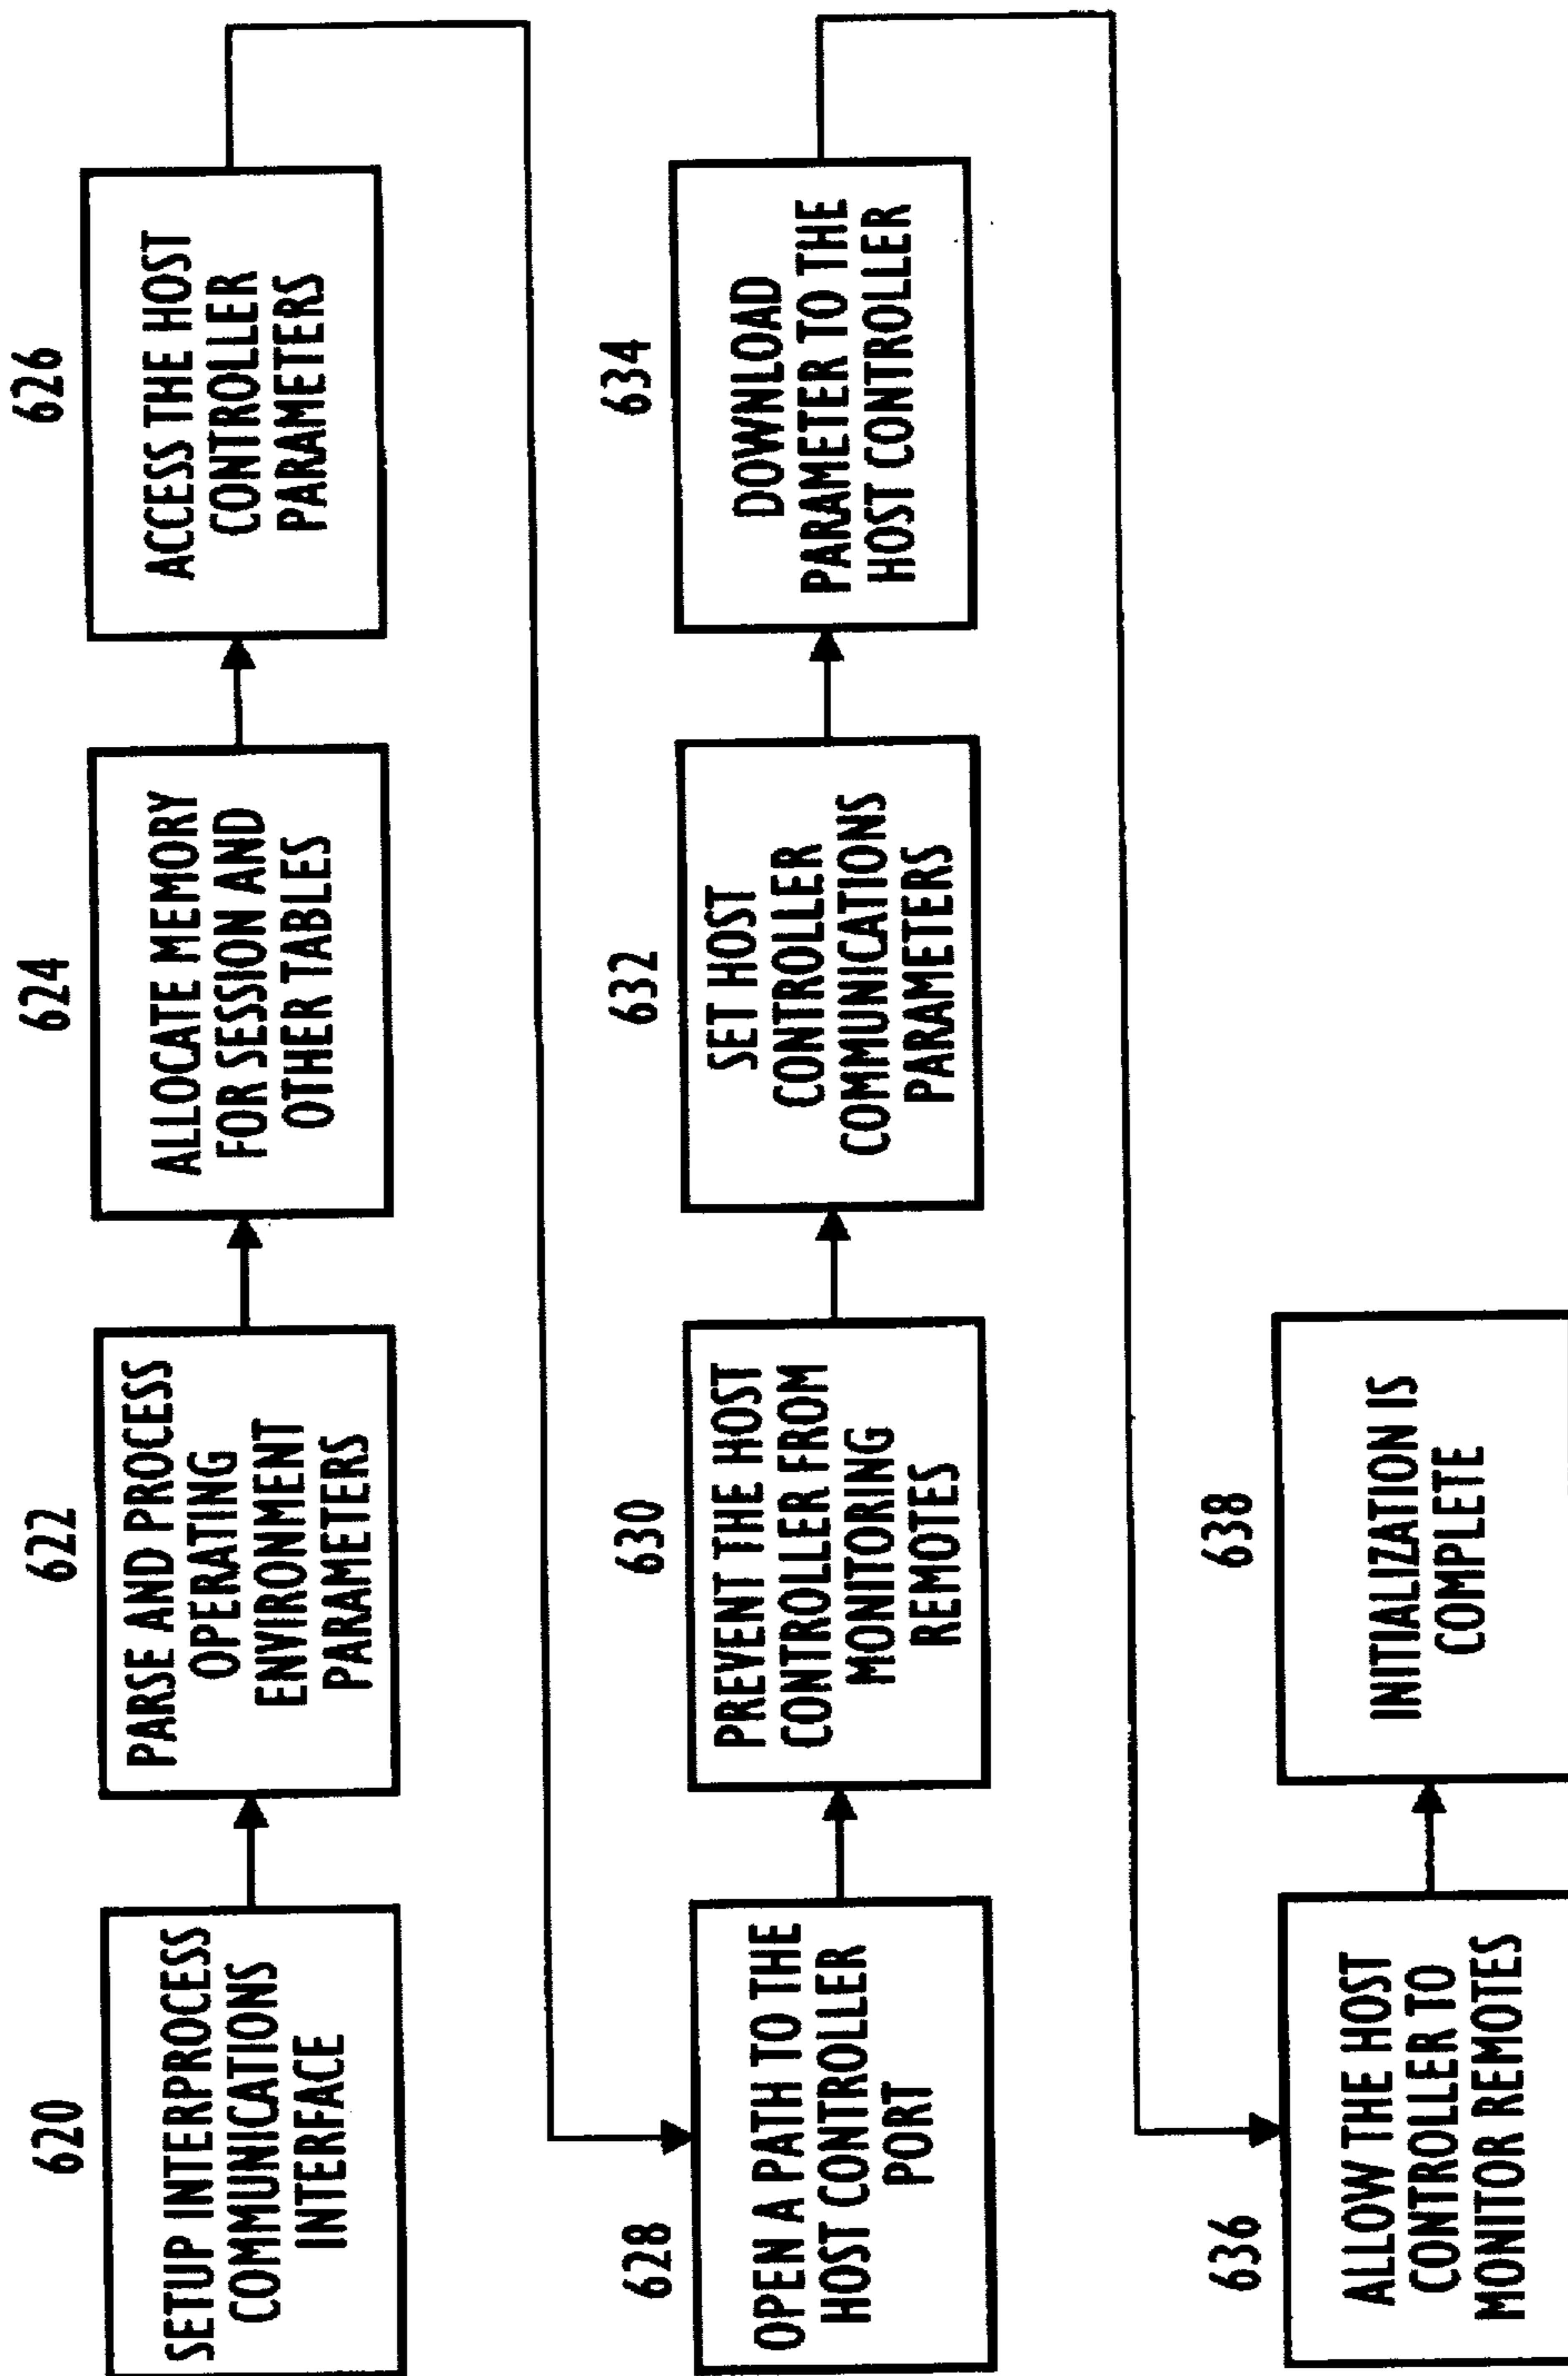 620
SETUP INTERPROCESS
COMMUNICATIONS
INTERFACE
622
PARSE AND PROCESS
OPERATING
ENVIRONMENT
PARAMETERS
624
ALLOCATE MEMORY
FOR SESSION AND
OTHER TABLES
626
ACCESS THE HOST
CONTROLLER
PARAMETERS
628
OPEN A PATH TO THE
HOST CONTROLLER
PORT
630
PREVENT THE HOST
CONTROLLER FROM
MONITORING
REMOTES
632
SET HOST
CONTROLLER
COMMUNICATIONS
PARAMETERS
634
DOWNLOAD
PARAMETER TO THE
HOST CONTROLLER
636
ALLOW THE HOST
CONTROLLER TO
MONITOR REMOTES
638
INITIALIZATION IS
COMPLETE